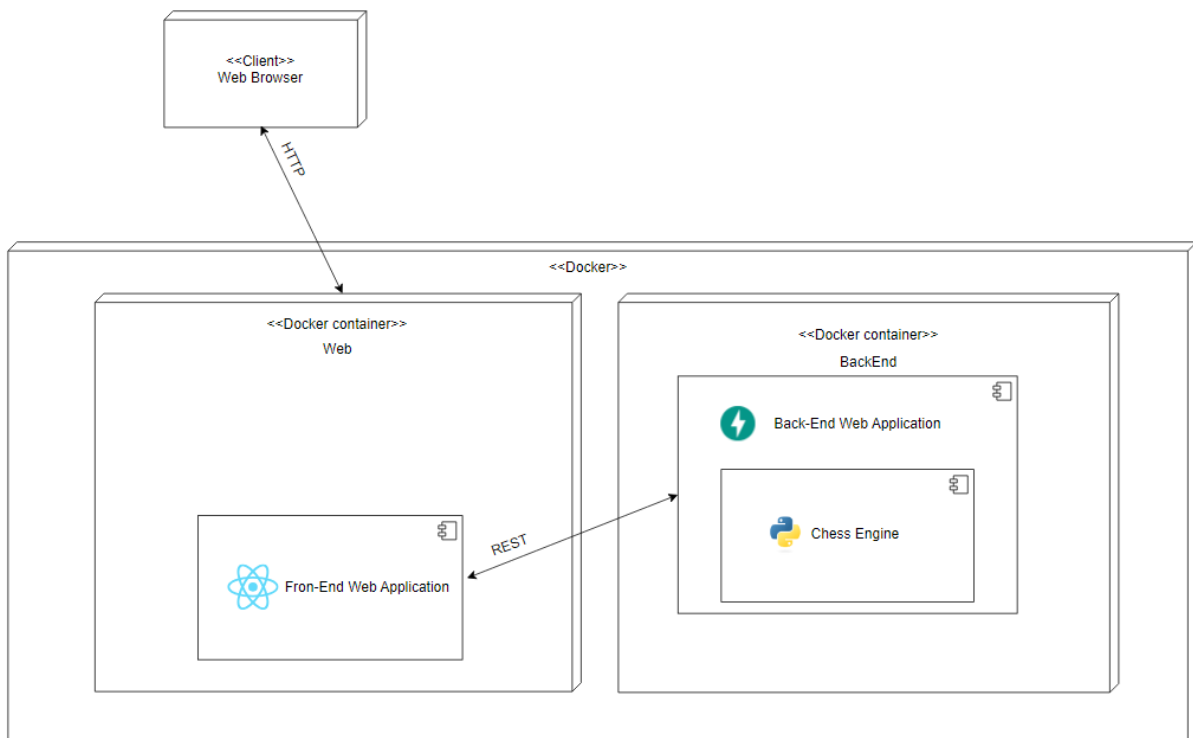 <<Client>>
Web Browser
HTTP
<<Docker>>
<<Docker container>>
Web
<<Docker container>>
BackEnd
Back-End Web Application
Chess Engine
REST
Fron-End Web Application